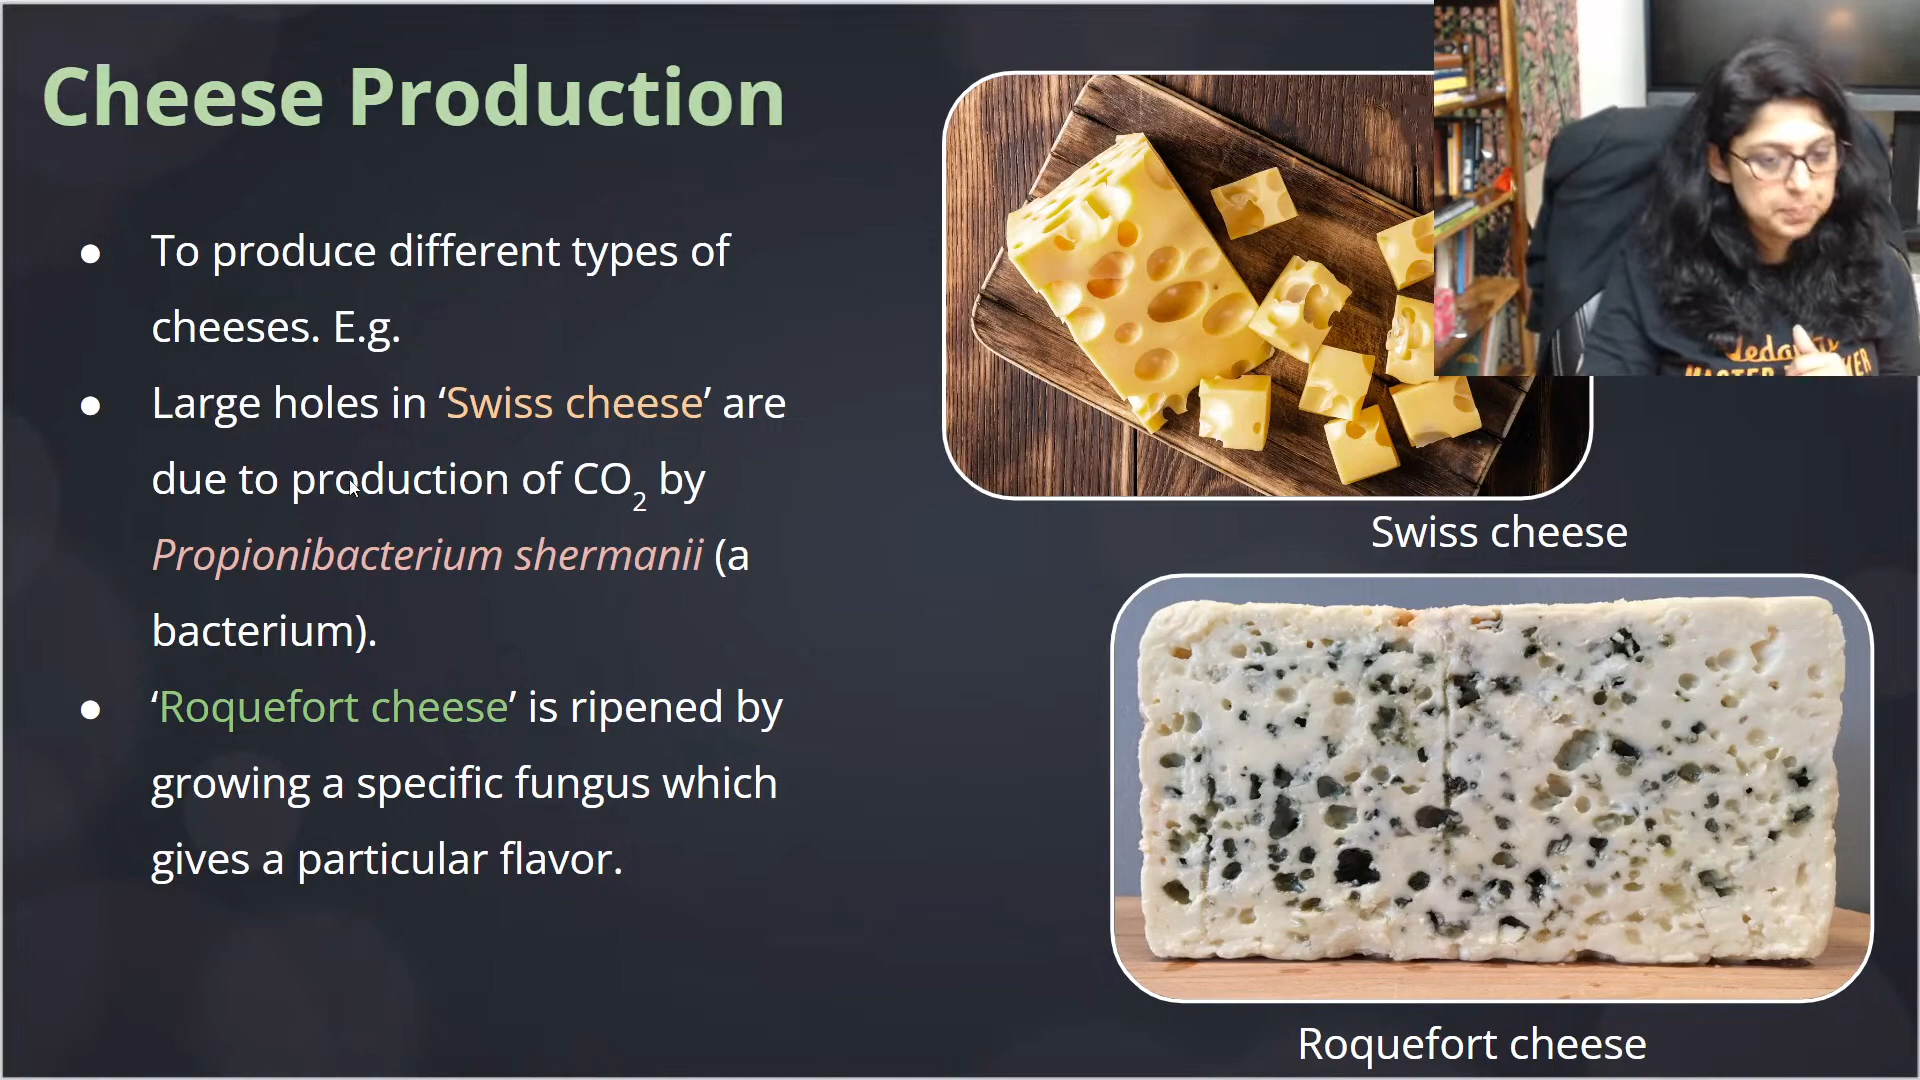 Cheese Production
● To produce different types of
cheeses. E.g.
● Large holes in ‘Swiss cheese’ are
due to production of CO₂ by
Propionibacterium shermanii (a
bacterium).
● ‘Roquefort cheese’ is ripened by
growing a specific fungus which
gives a particular flavor.
Swiss cheese
Roquefort cheese